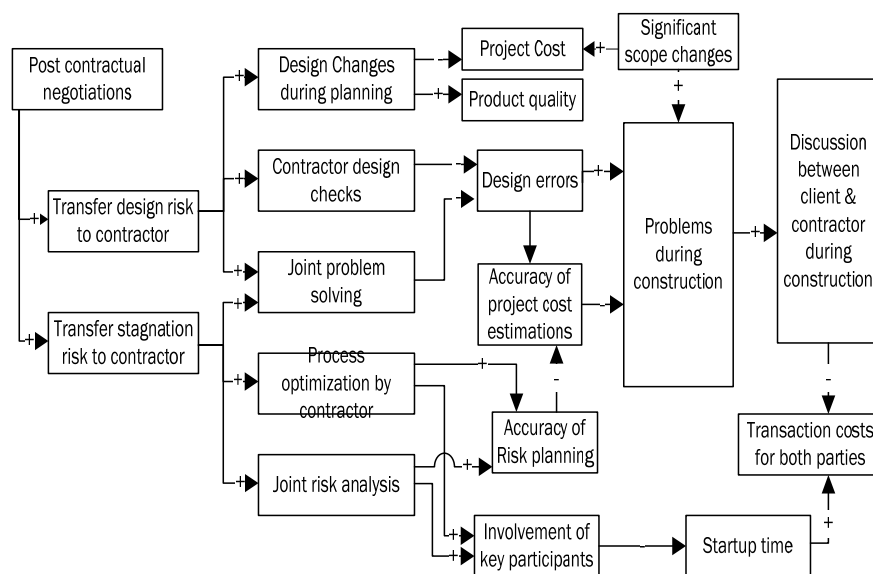 Post contractual
negotiations
Transfer design risk
to contractor
Transfer stagnation
risk to contractor
Design Changes
during planning
Contractor design
checks
Joint problem
solving
Process
optimization by
contractor
Joint risk analysis
Project Cost
Product quality
Design errors
Accuracy of
project cost
estimations
Accuracy of
Risk planning
Involvement of
key participants
Significant
scope changes
Problems
during
construction
Startup time
Discussion
between
client &
contractor
during
construction
Transaction costs
for both parties
+
+
+
+
+
+
+
+
-
+
-
-
+
+
+
+
-
-
+
-
-
+